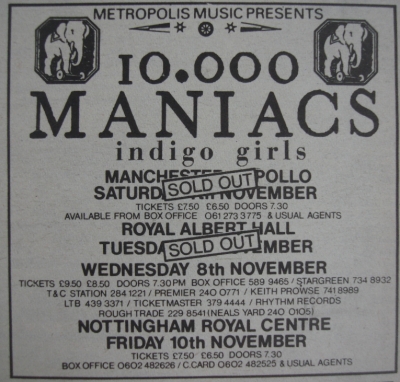 METROPOLIS MUSIC PRESENTS
10.000
MANIACS
indigo girls
MANCHESTER APOLLO
SOLD OUT
NOVEMBER
TICKETS £7.50 £6.50 DOORS 7.30
AVAILABLE FROM BOX OFFICE 061 273 3775 & USUAL AGENTS
ROYAL ALBERT HALL
SOLD OUT
WEDNESDAY 8th NOVEMBER
TICKETS £9.50 £8.50 DOORS 7.30PM BOX OFFICE 589 9465 / STARGREEN 734 8932
T&C STATION 284 1221 / PREMIER 240 0771 / KEITH PROWSE 741 8989
LTB 439 3371 / TICKETMASTER 379 4444 / RHYTHM RECORDS
ROUGH TRADE 229 8541 (NEALS YARD 240 0105)
NOTTINGHAM ROYAL CENTRE
FRIDAY 10th NOVEMBER
TICKETS £7.50 £6.50 DOORS 7.30
BOX OFFICE 0602 482626 / C.CARD 0602 482525 & USUAL AGENTS